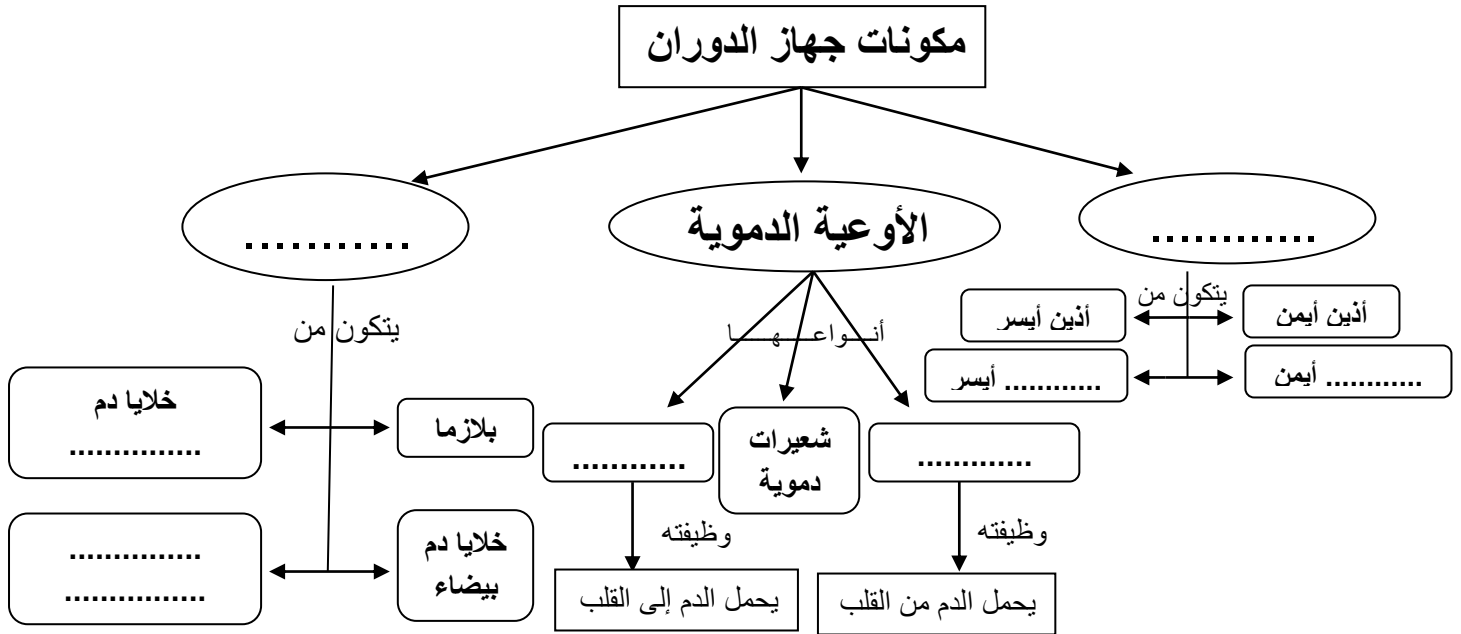 مكونات جهاز الدوران
............
الأوعية الدموية
...........
يتكون من
أذين أيمن
أذين أيسر
............ أيمن
............ أيسر
أنـــواعـــــهـــــــا
.............
شعيرات
دموية
............
وظيفته
وظيفته
يحمل الدم من القلب
يحمل الدم إلى القلب
يتكون من
بلازما
خلايا دم
...............
خلايا دم
بيضاء
...............
................